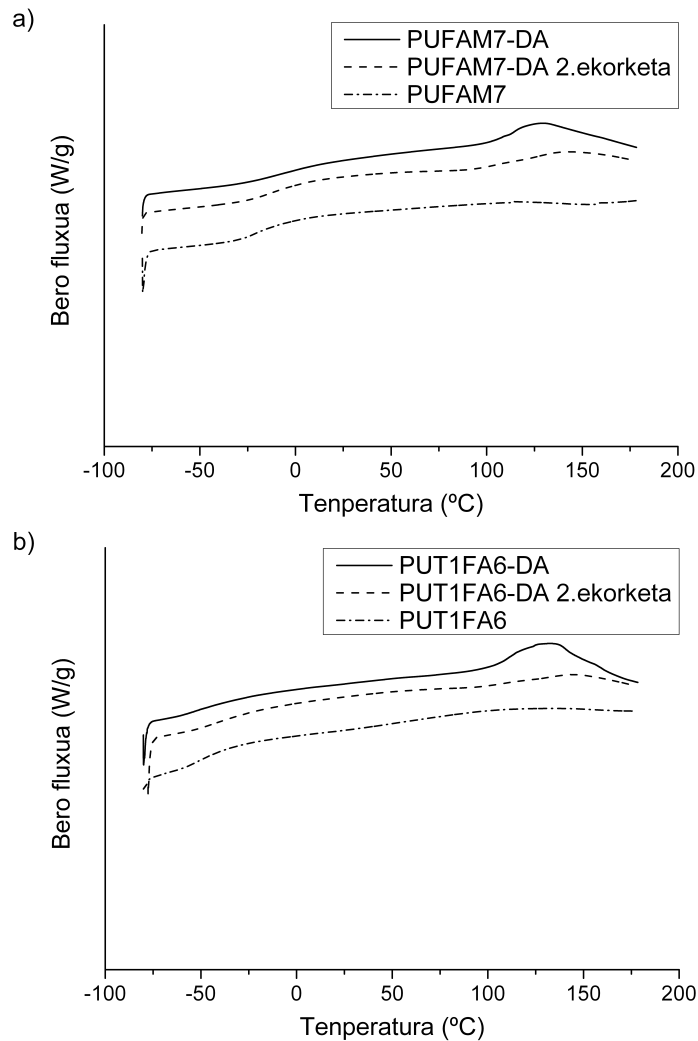 a)
PUFAM7-DA
PUFAM7-DA 2.ekorketa
PUFAM7
Bero fluxua (W/g)
-100 -50 0 50 100 150 200
Tenperatura (ºC)
b)
PUT1FA6-DA
PUT1FA6-DA 2.ekorketa
PUT1FA6
Bero fluxua (W/g)
-100 -50 0 50 100 150 200
Tenperatura (ºC)